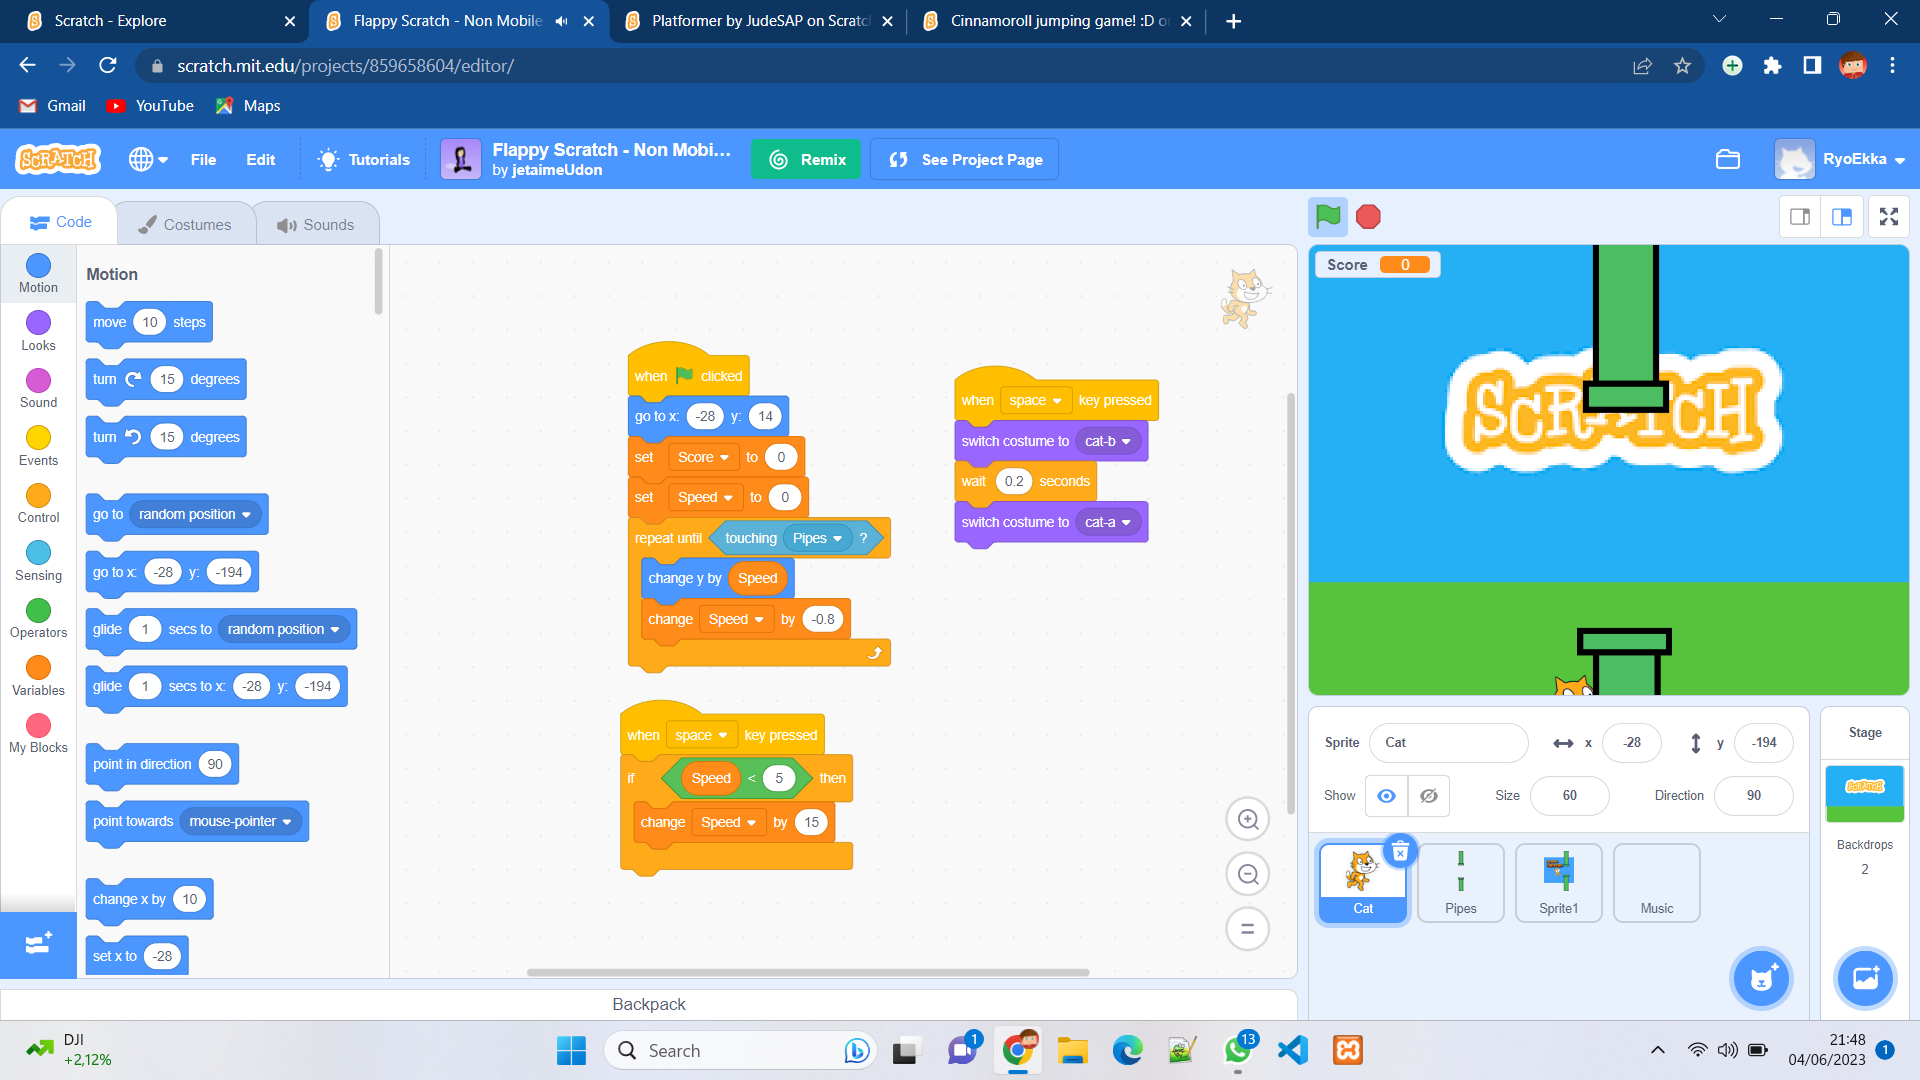 Scratch - Explore
Flappy Scratch - Non Mobile
Platformer by JudeSAP on Scratch
Cinnamoroll jumping game! :D o
scratch.mit.edu/projects/859658604/editor/
Gmail YouTube Maps
SCRATCH File Edit Tutorials Flappy Scratch - Non Mobi... by jetaimeUdon Remix See Project Page RyoEkka
Code Costumes Sounds
Motion
Looks
Sound
Events
Control
Sensing
Operators
Variables
My Blocks
Motion
move 10 steps
turn 15 degrees
turn 15 degrees
go to random position
go to x: -28 y: -194
glide 1 secs to random position
glide 1 secs to x: -28 y: -194
point in direction 90
point towards mouse-pointer
change x by 10
set x to -28
when clicked
go to x: -28 y: 14
set Score to 0
set Speed to 0
repeat until touching Pipes ?
change y by Speed
change Speed by -0.8
when space key pressed
if Speed < 5 then
change Speed by 15
when space key pressed
switch costume to cat-b
wait 0.2 seconds
switch costume to cat-a
Score 0
SCRATCH
Sprite Cat x -28 y -194
Show Size 60 Direction 90
Cat Pipes Sprite1 Music
Stage
Backdrops
2
Backpack
DJI
+2,12%
Search
1
13
21:48
04/06/2023
1